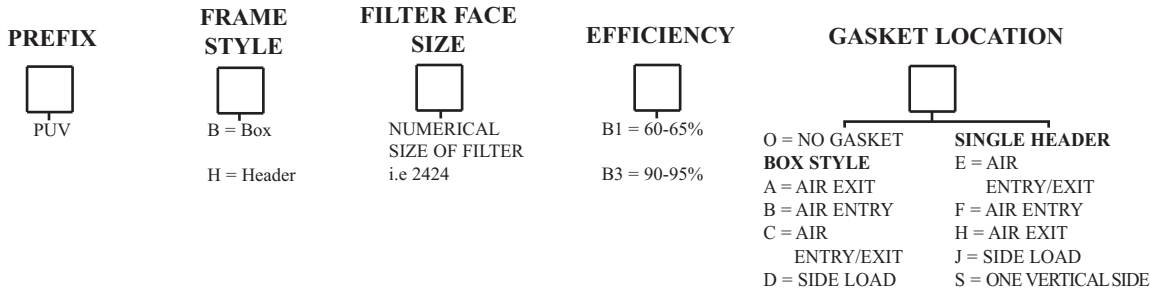 PREFIX
PUV
FRAME
STYLE
B = Box
H = Header
FILTER FACE
SIZE
NUMERICAL
SIZE OF FILTER
i.e 2424
EFFICIENCY
B1 = 60-65%
B3 = 90-95%
GASKET LOCATION
O = NO GASKET
BOX STYLE
A = AIR EXIT
B = AIR ENTRY
C = AIR
ENTRY/EXIT
D = SIDE LOAD
SINGLE HEADER
E = AIR
ENTRY/EXIT
F = AIR ENTRY
H = AIR EXIT
J = SIDE LOAD
S = ONE VERTICAL SIDE